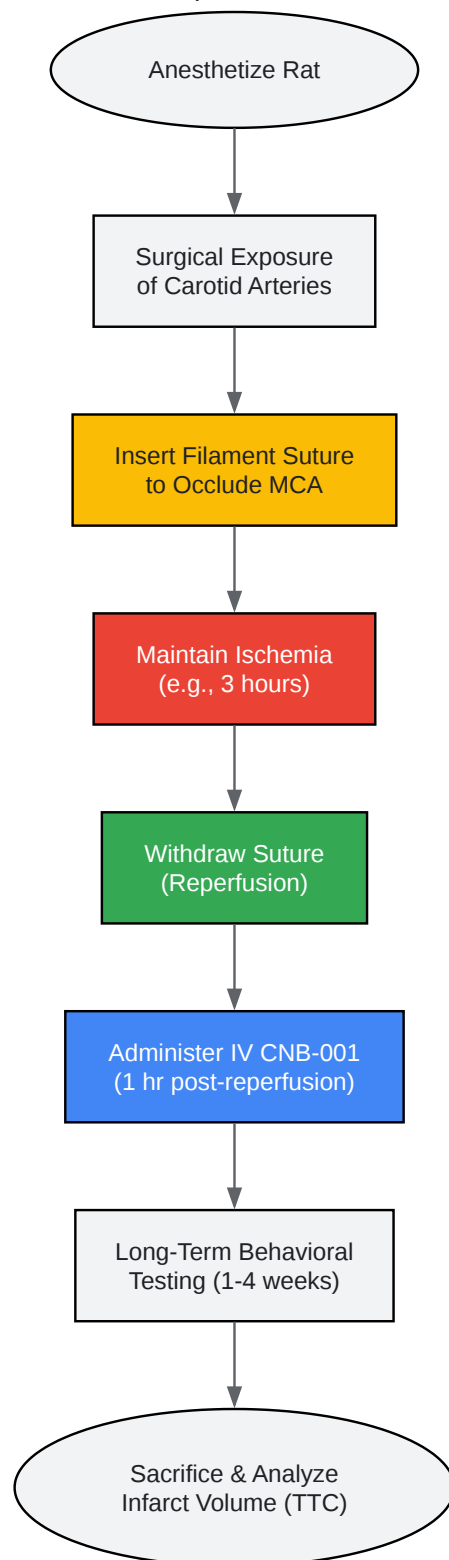 Anesthetize Rat
Surgical Exposure
of Carotid Arteries
Insert Filament Suture
to Occlude MCA
Maintain Ischemia
(e.g., 3 hours)
Withdraw Suture
(Reperfusion)
Administer IV CNB-001
(1 hr post-reperfusion)
Long-Term Behavioral
Testing (1-4 weeks)
Sacrifice & Analyze
Infarct Volume (TTC)